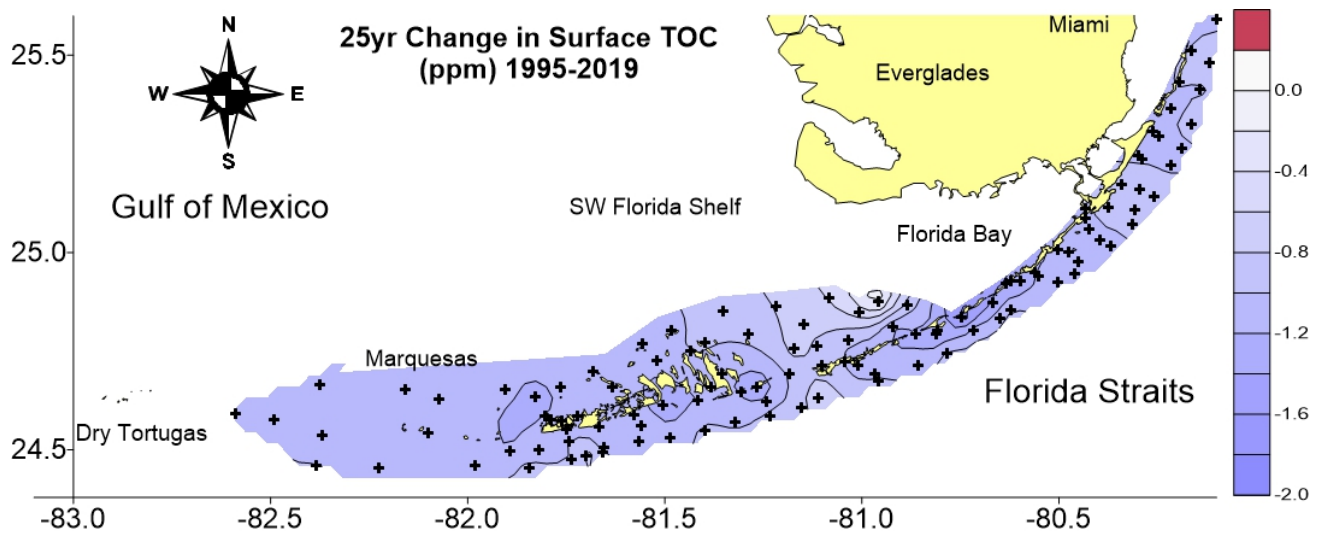 25yr Change in Surface TOC
(ppm) 1995-2019
N
W E
S
Gulf of Mexico
Miami
Everglades
SW Florida Shelf
Florida Bay
Marquesas
Dry Tortugas
Florida Straits
25.5
25.0
24.5
-83.0 -82.5 -82.0 -81.5 -81.0 -80.5
0.0
-0.4
-0.8
-1.2
-1.6
-2.0